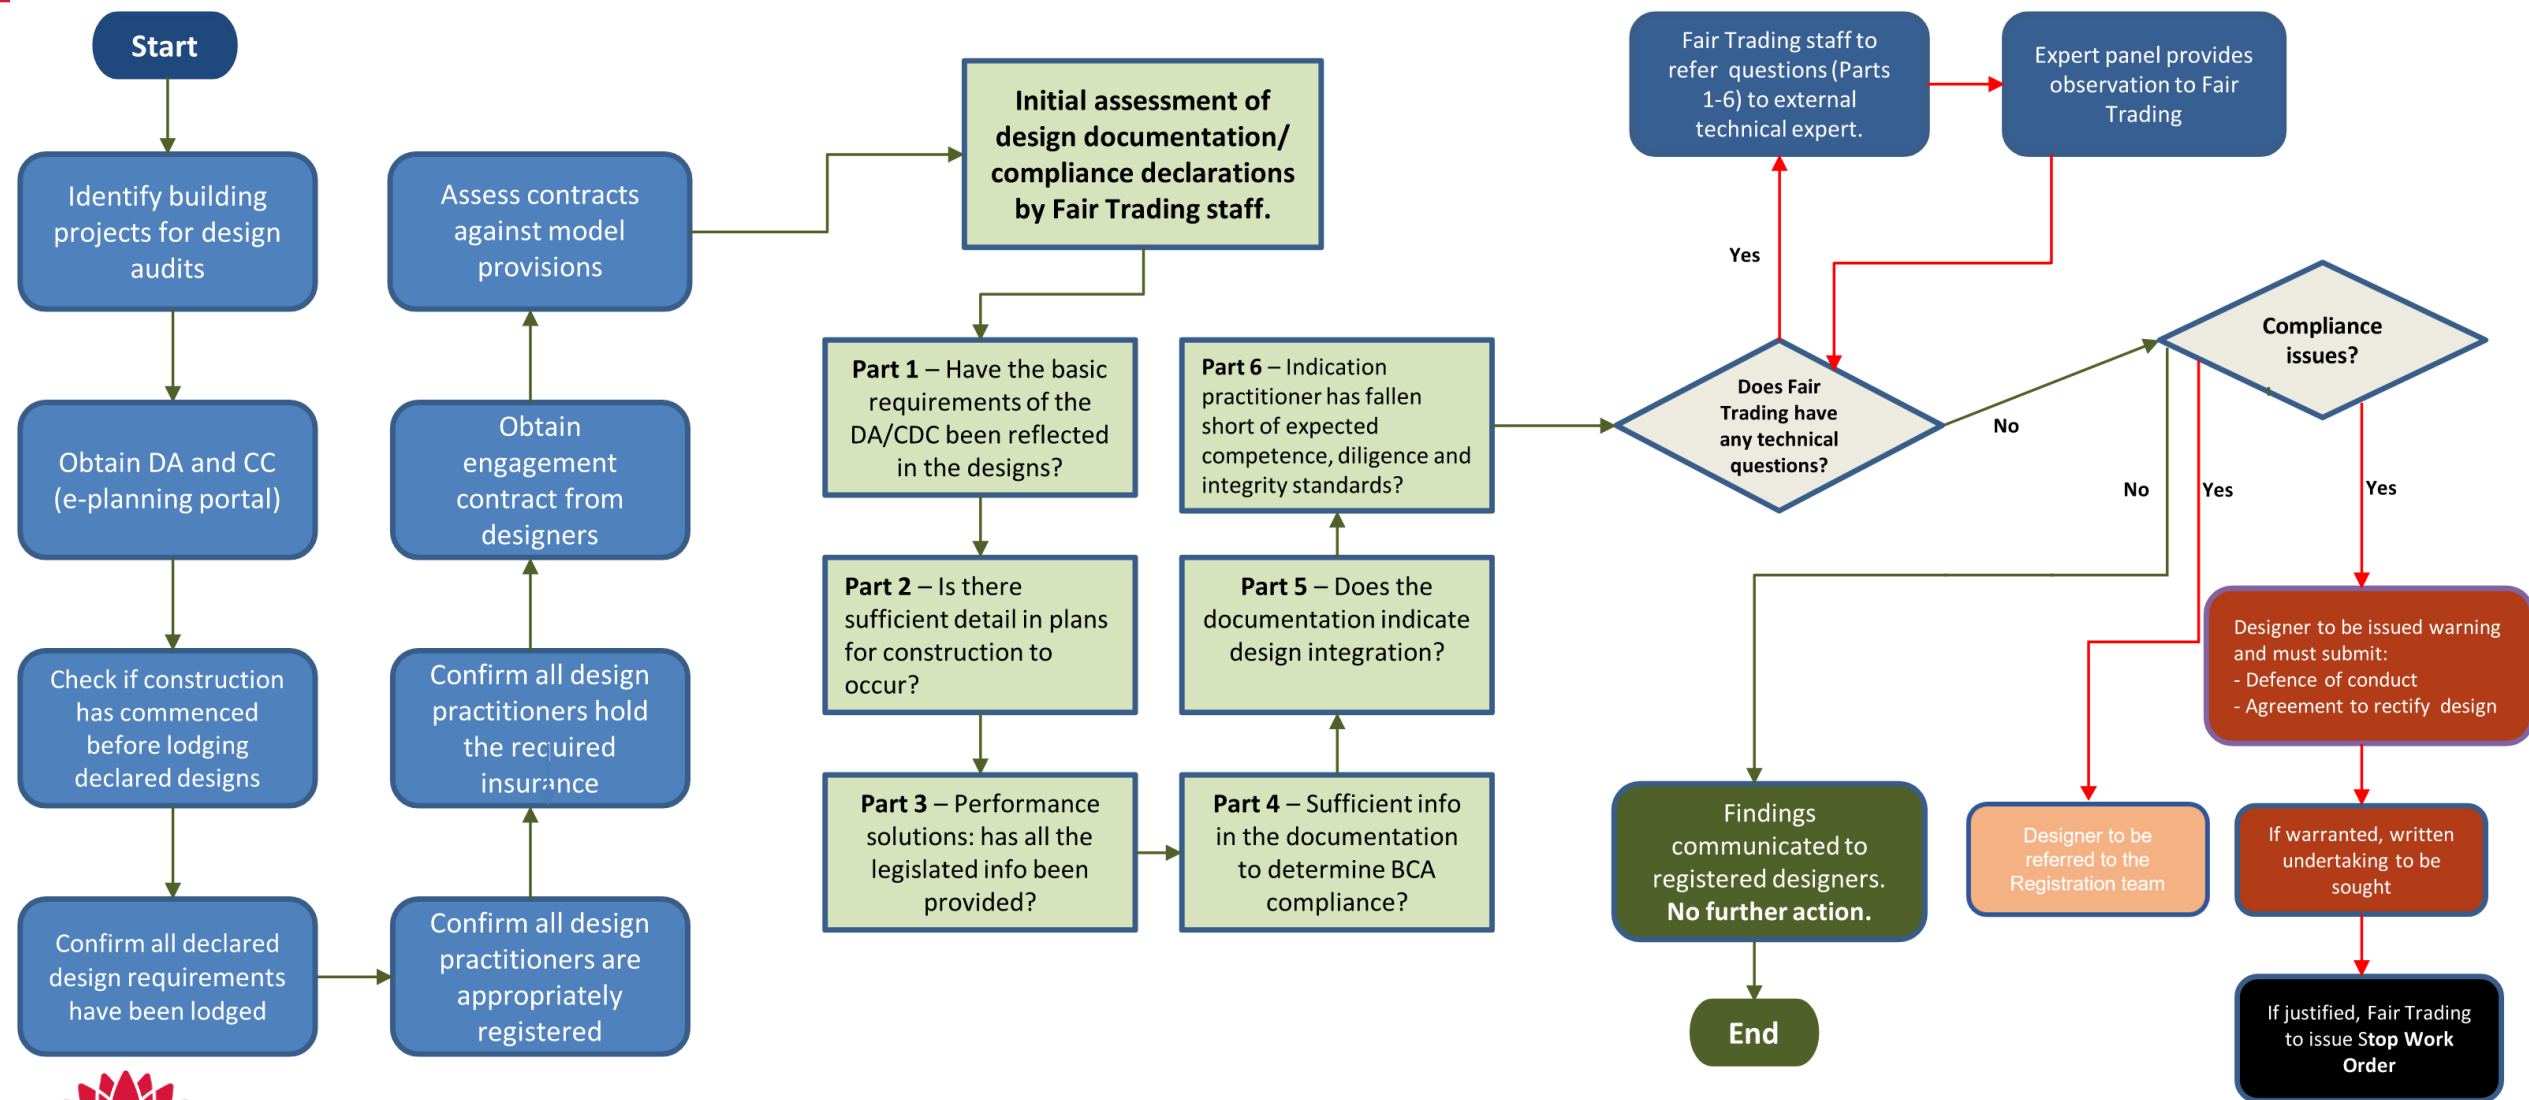 Start
Identify building
projects for design
audits
Obtain DA and CC
(e-planning portal)
Check if construction
has commenced
before lodging
declared designs
Confirm all declared
design requirements
have been lodged
Confirm all design
practitioners are
appropriately
registered
Confirm all design
practitioners hold
the required
insurance
Obtain
engagement
contract from
designers
Assess contracts
against model
provisions
Initial assessment of
design documentation/
compliance declarations
by Fair Trading staff.
Part 1 – Have the basic
requirements of the
DA/CDC been reflected
in the designs?
Part 2 – Is there
sufficient detail in plans
for construction to
occur?
Part 3 – Performance
solutions: has all the
legislated info been
provided?
Part 4 – Sufficient info
in the documentation
to determine BCA
compliance?
Part 5 – Does the
documentation indicate
design integration?
Part 6 – Indication
practitioner has fallen
short of expected
competence, diligence and
integrity standards?
Does Fair
Trading have
any technical
questions?
Yes
Fair Trading staff to
refer questions (Parts
1-6) to external
technical expert.
Expert panel provides
observation to Fair
Trading
No
Compliance
issues?
No
Yes
Yes
Findings
communicated to
registered designers.
No further action.
End
Designer to be
referred to the
Registration team
Designer to be issued warning
and must submit:
- Defence of conduct
- Agreement to rectify design
If warranted, written
undertaking to be
sought
If justified, Fair Trading
to issue Stop Work
Order